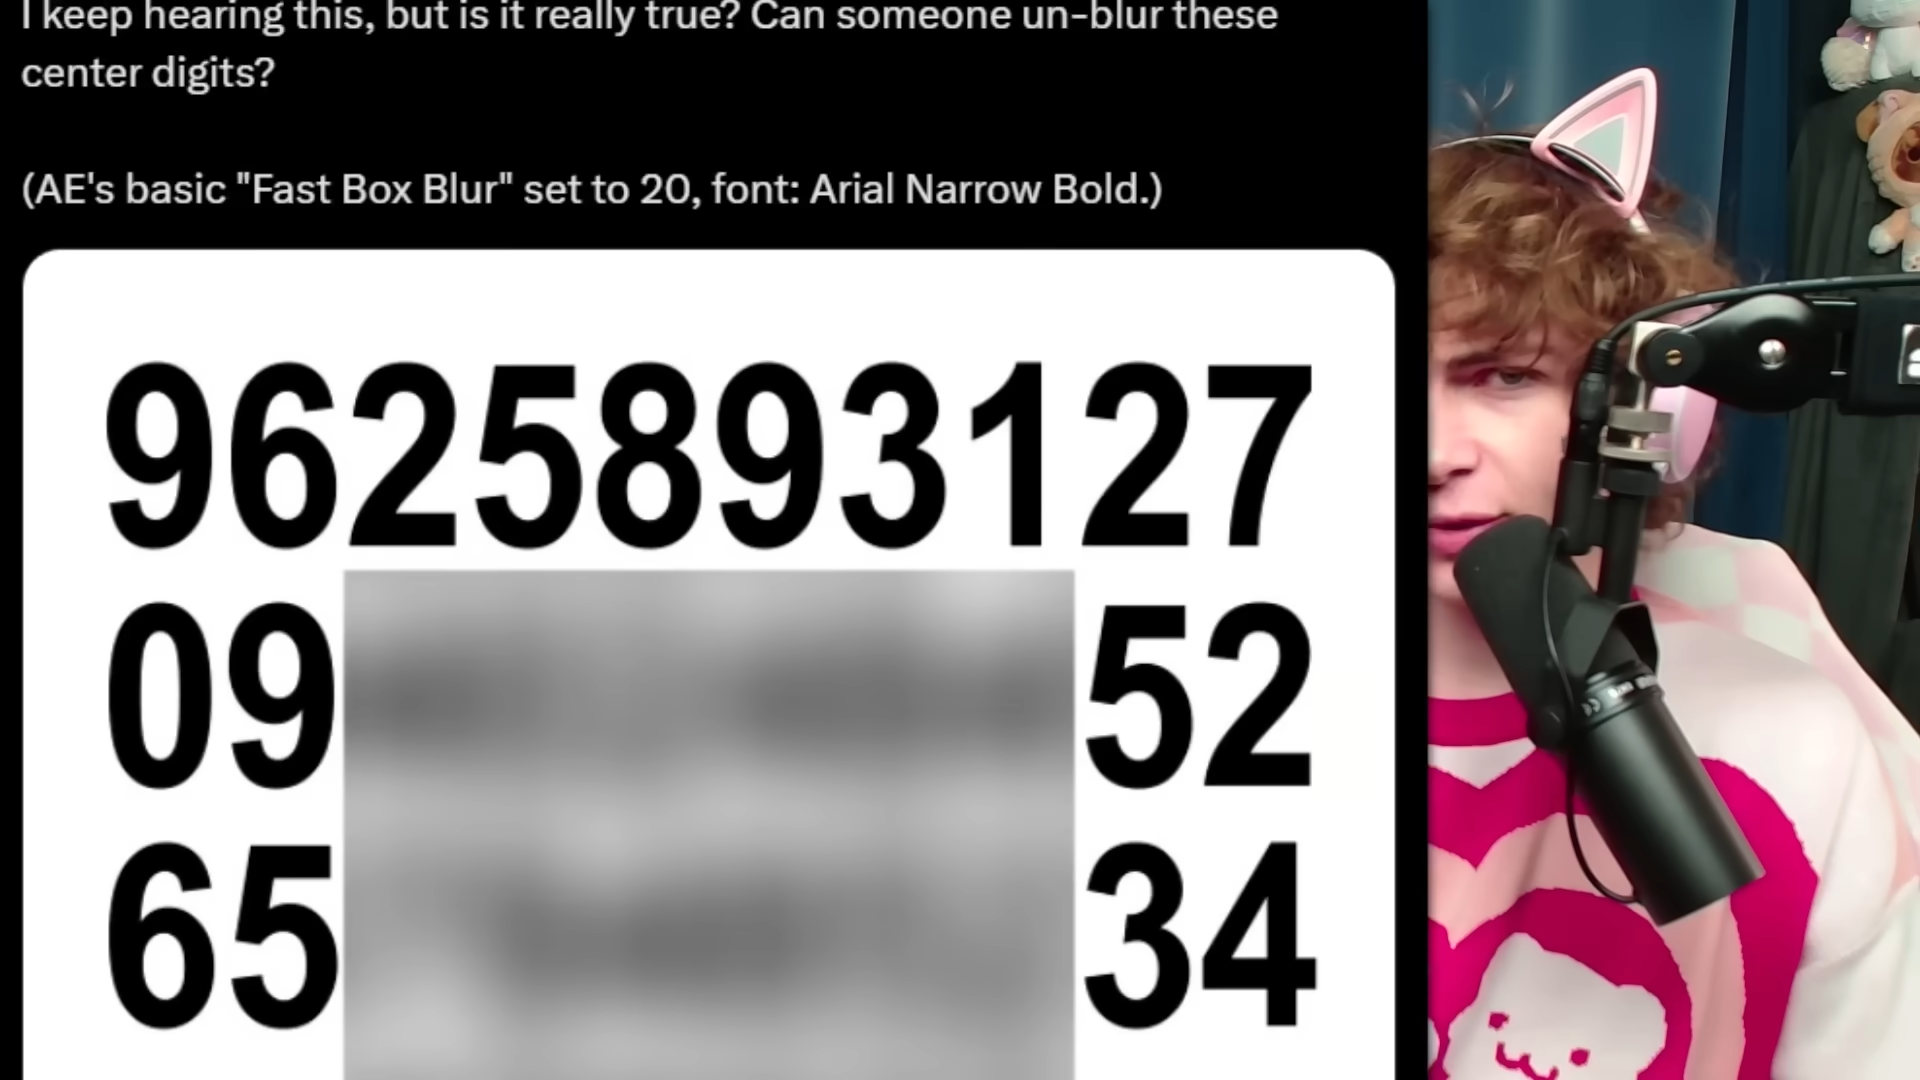 I keep hearing this, but is it really true? Can someone un-blur these
center digits?
(AE's basic "Fast Box Blur" set to 20, font: Arial Narrow Bold.)
9625893127
09 52
65 34